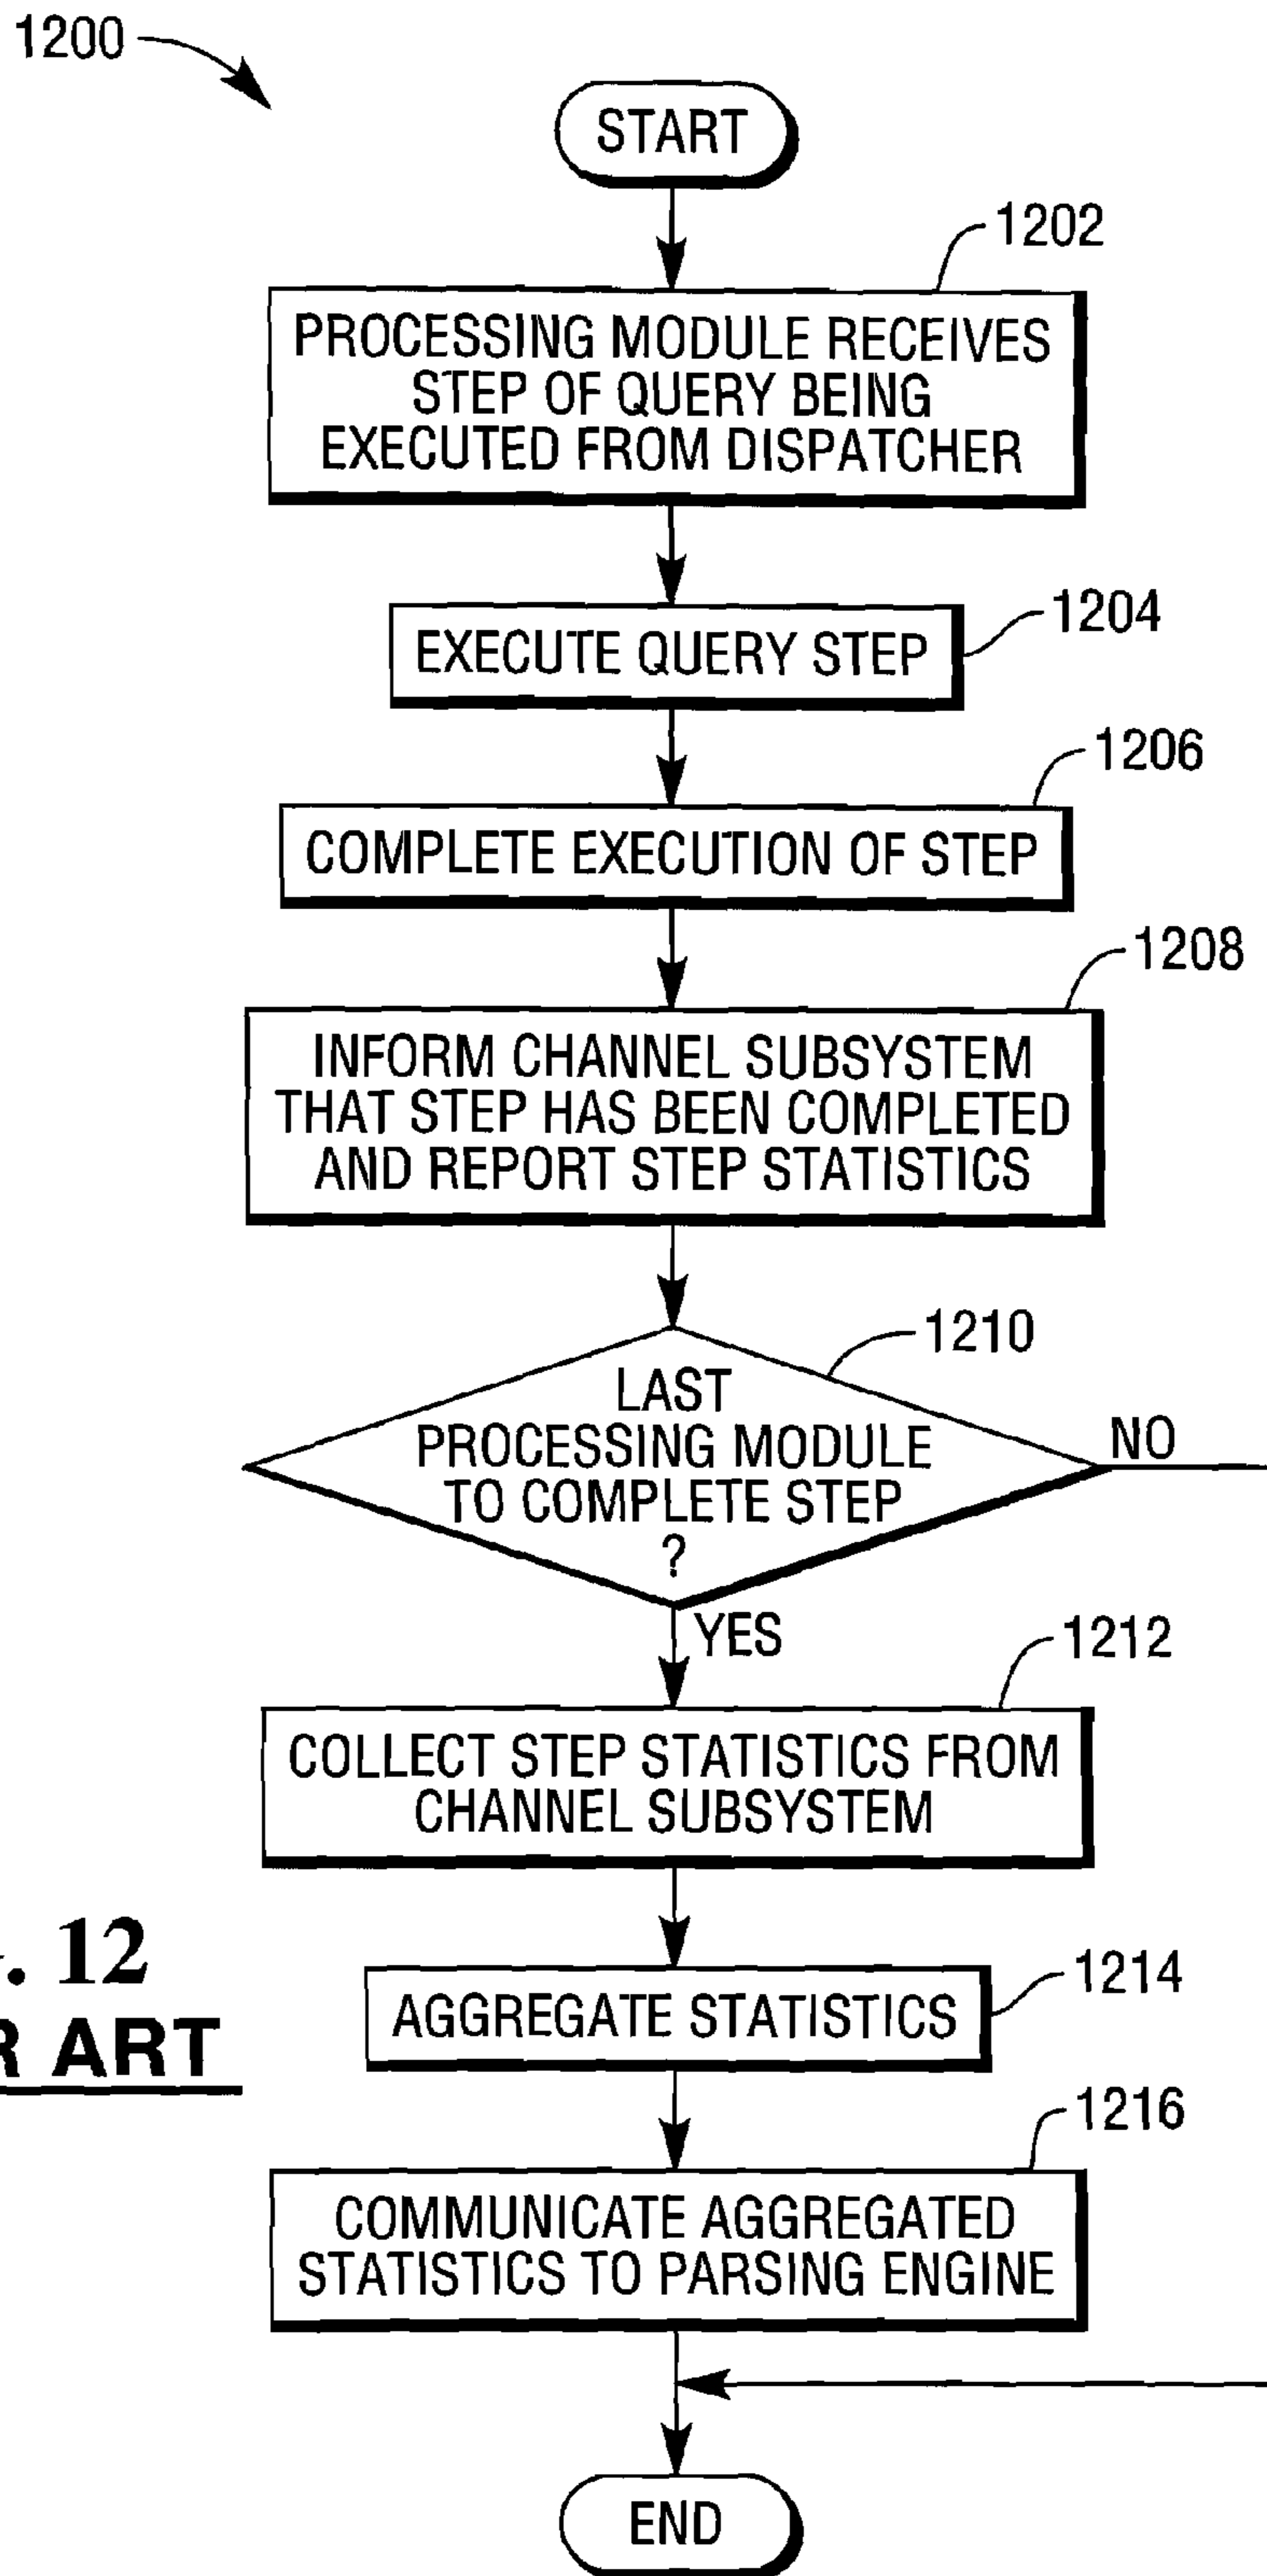 1200
START
1202
PROCESSING MODULE RECEIVES
STEP OF QUERY BEING
EXECUTED FROM DISPATCHER
1204
EXECUTE QUERY STEP
1206
COMPLETE EXECUTION OF STEP
1208
INFORM CHANNEL SUBSYSTEM
THAT STEP HAS BEEN COMPLETED
AND REPORT STEP STATISTICS
1210
LAST
PROCESSING MODULE
TO COMPLETE STEP
?
NO
YES
1212
COLLECT STEP STATISTICS FROM
CHANNEL SUBSYSTEM
1214
AGGREGATE STATISTICS
1216
COMMUNICATE AGGREGATED
STATISTICS TO PARSING ENGINE
END
. 12
R ART